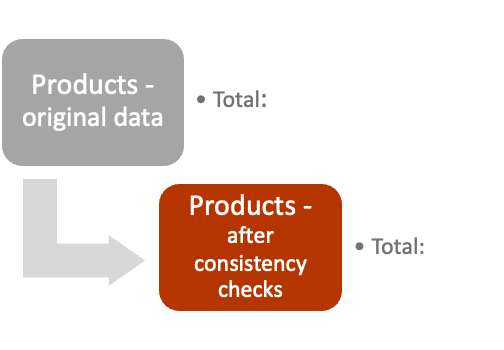 Products -
original data
• Total:
Products -
after
consistency
checks
• Total: